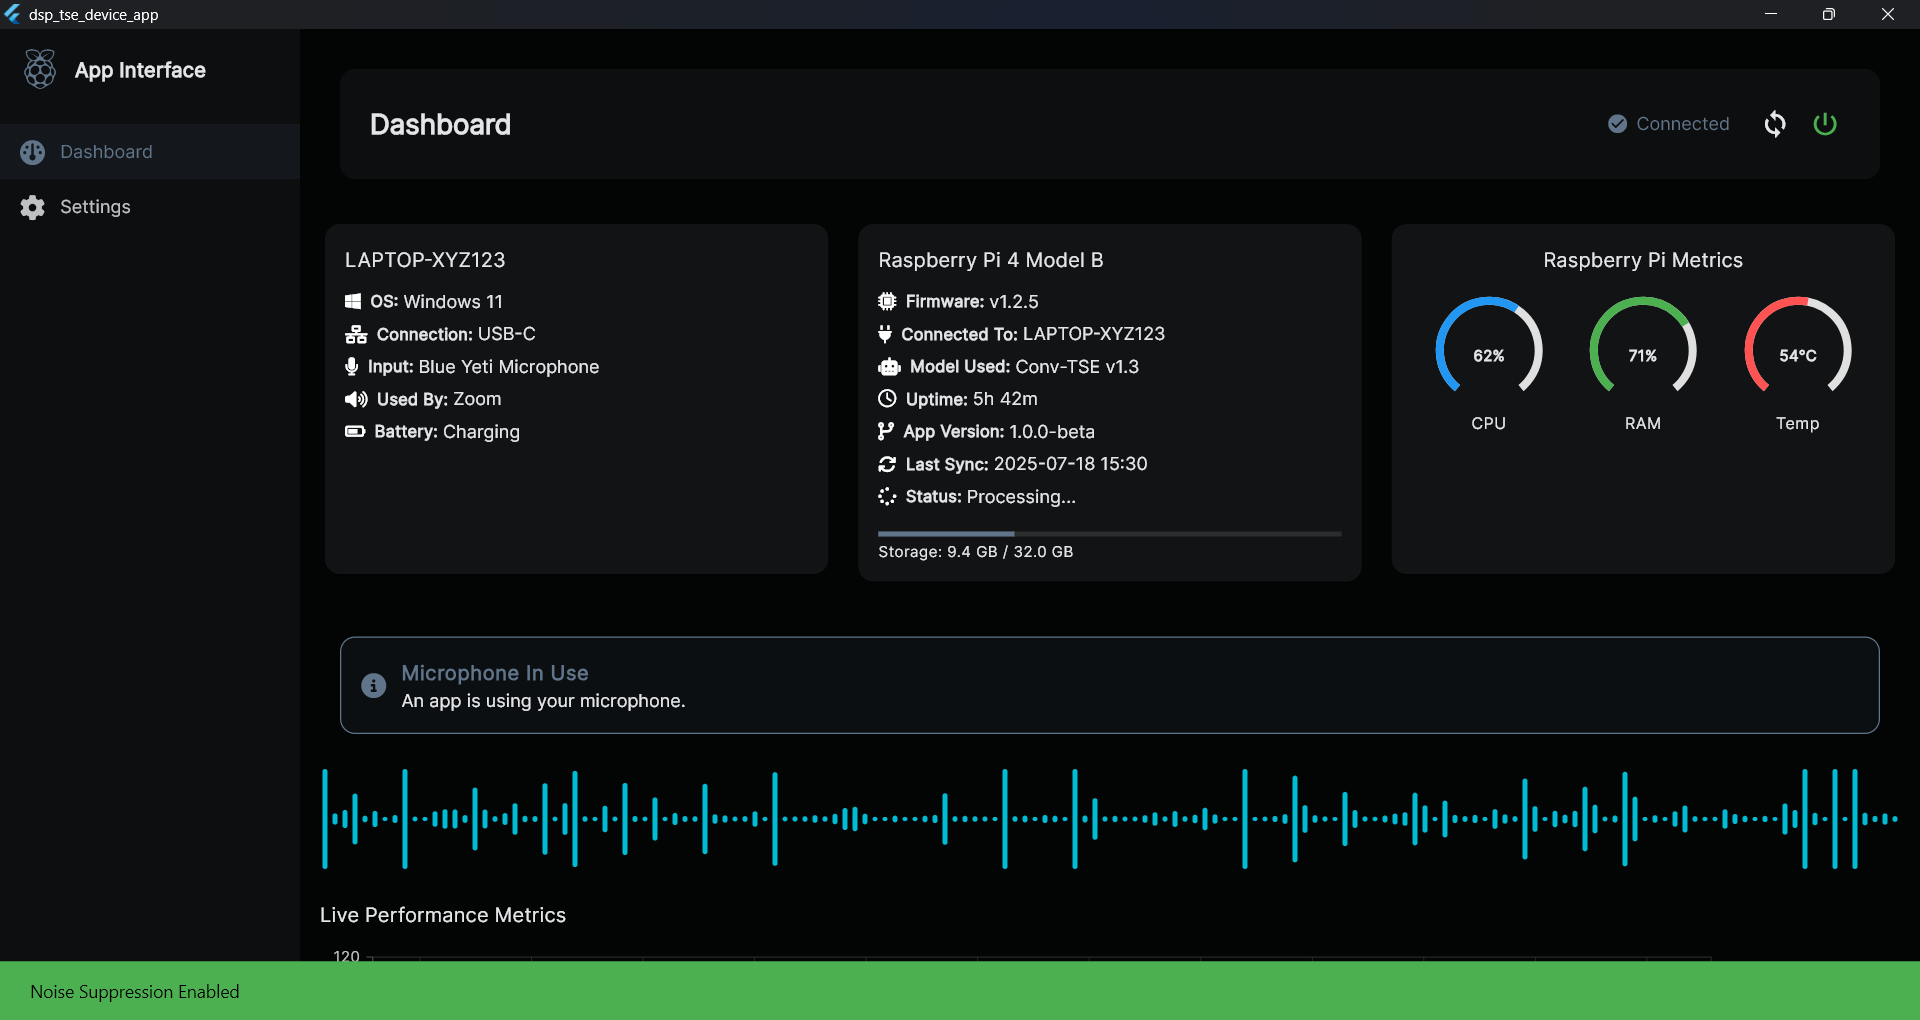 dsp_tse_device_app
App Interface
Dashboard
Settings
Dashboard
Connected
LAPTOP-XYZ123
OS: Windows 11
Connection: USB-C
Input: Blue Yeti Microphone
Used By: Zoom
Battery: Charging
Raspberry Pi 4 Model B
Firmware: v1.2.5
Connected To: LAPTOP-XYZ123
Model Used: Conv-TSE v1.3
Uptime: 5h 42m
App Version: 1.0.0-beta
Last Sync: 2025-07-18 15:30
Status: Processing...
Storage: 9.4 GB / 32.0 GB
Raspberry Pi Metrics
62% 71% 54°C
CPU RAM Temp
Microphone In Use
An app is using your microphone.
Live Performance Metrics
120
Noise Suppression Enabled